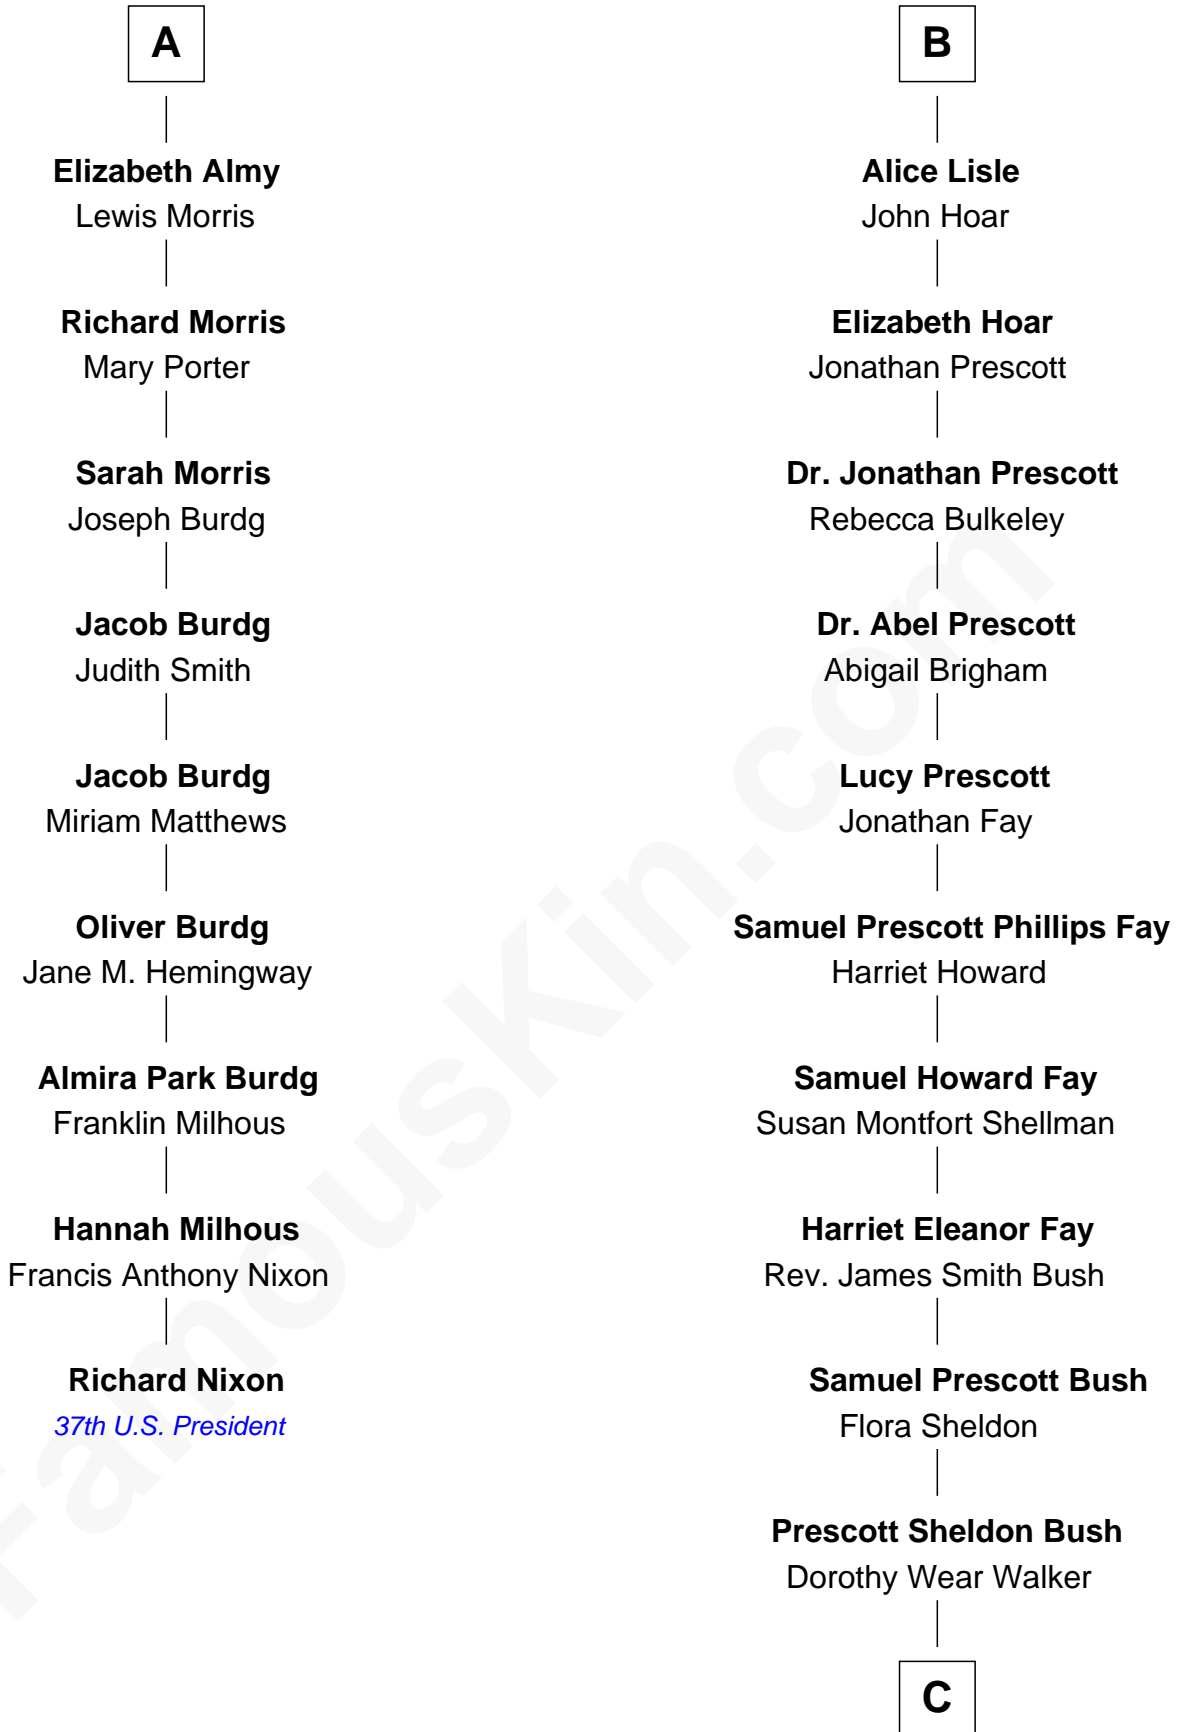 A
Elizabeth Almy
Lewis Morris
Richard Morris
Mary Porter
Sarah Morris
Joseph Burdg
Jacob Burdg
Judith Smith
Jacob Burdg
Miriam Matthews
Oliver Burdg
Jane M. Hemingway
Almira Park Burdg
Franklin Milhous
Hannah Milhous
Francis Anthony Nixon
Richard Nixon
37th U.S. President
B
Alice Lisle
John Hoar
Elizabeth Hoar
Jonathan Prescott
Dr. Jonathan Prescott
Rebecca Bulkeley
Dr. Abel Prescott
Abigail Brigham
Lucy Prescott
Jonathan Fay
Samuel Prescott Phillips Fay
Harriet Howard
Samuel Howard Fay
Susan Montfort Shellman
Harriet Eleanor Fay
Rev. James Smith Bush
Samuel Prescott Bush
Flora Sheldon
Prescott Sheldon Bush
Dorothy Wear Walker
C
FamousKin.com